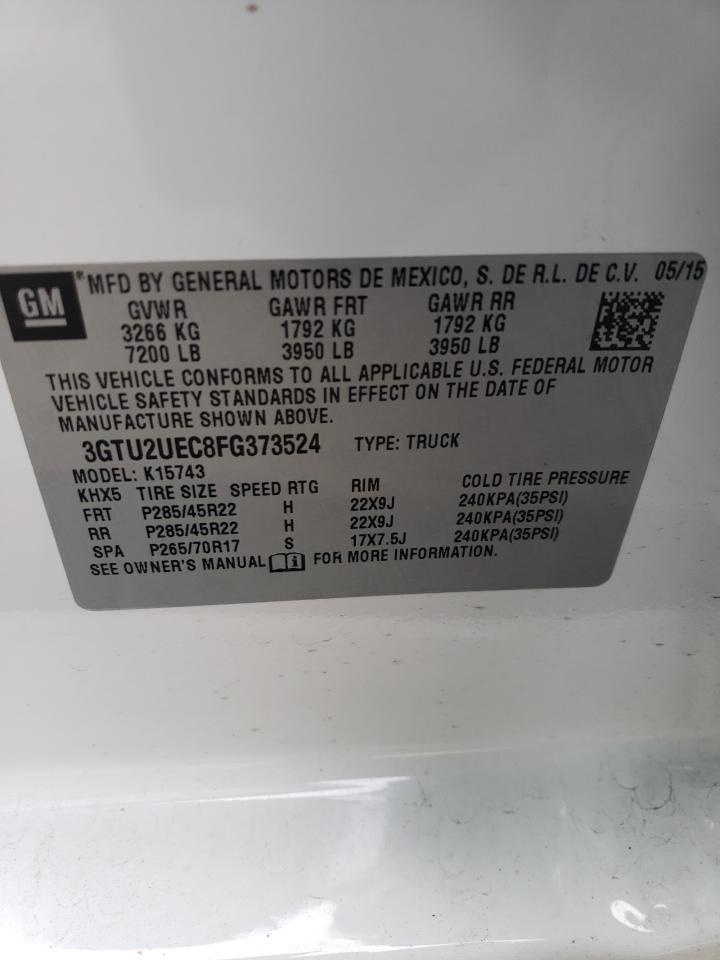 GM
*MFD BY GENERAL MOTORS DE MEXICO, S. DE R.L. DE C.V. 05/15
GVWR GAWR FRT GAWR RR
3266 KG 1792 KG 1792 KG
7200 LB 3950 LB 3950 LB
THIS VEHICLE CONFORMS TO ALL APPLICABLE U.S. FEDERAL MOTOR
VEHICLE SAFETY STANDARDS IN EFFECT ON THE DATE OF
MANUFACTURE SHOWN ABOVE.
3GTU2UEC8FG373524 TYPE: TRUCK
MODEL: K15743
KHX5 TIRE SIZE SPEED RTG RIM COLD TIRE PRESSURE
FRT P285/45R22 H 22X9J 240KPA(35PSI)
RR P285/45R22 H 22X9J 240KPA(35PSI)
SPA P265/70R17 S 17X7.5J 240KPA(35PSI)
SEE OWNER'S MANUAL FOR MORE INFORMATION.